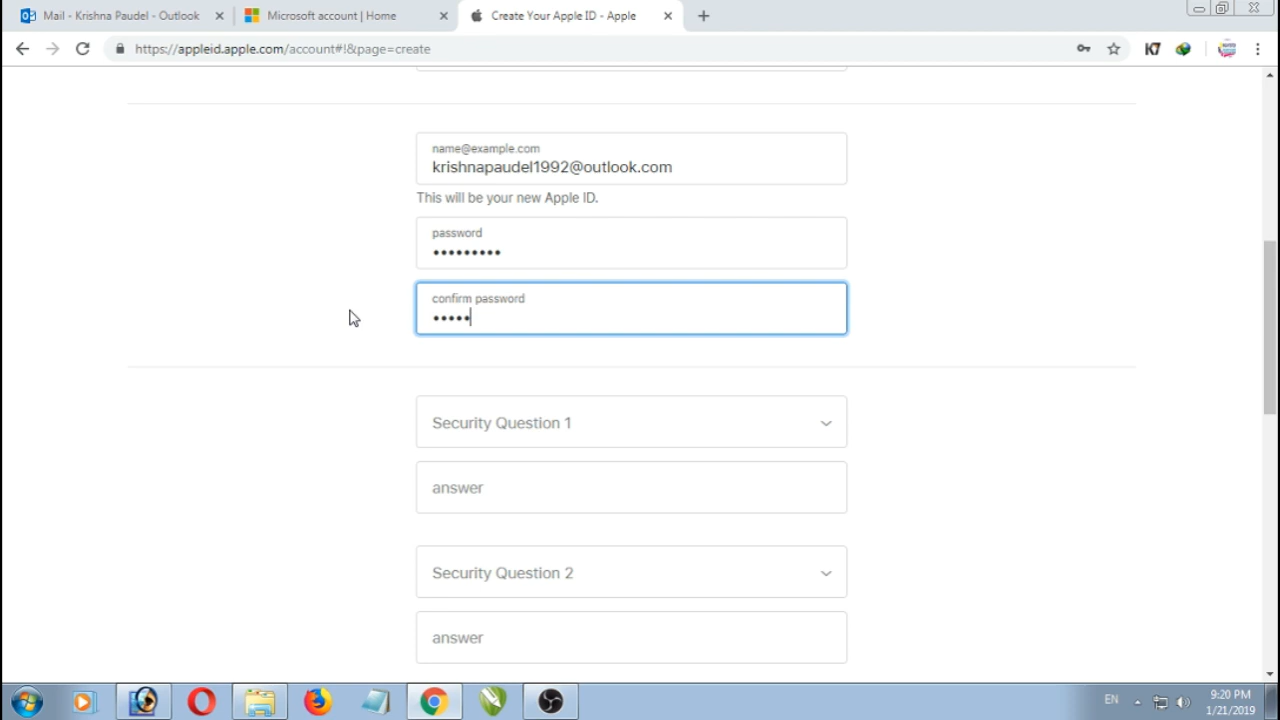 Mail - Krishna Paudel - Outlook
Microsoft account | Home
Create Your Apple ID - Apple
https://appleid.apple.com/account#!&page=create
K7
name@example.com
krishnapaudel1992@outlook.com
This will be your new Apple ID.
password
•••••••••
confirm password
•••••
Security Question 1
answer
Security Question 2
answer
EN
9:20 PM
1/21/2019